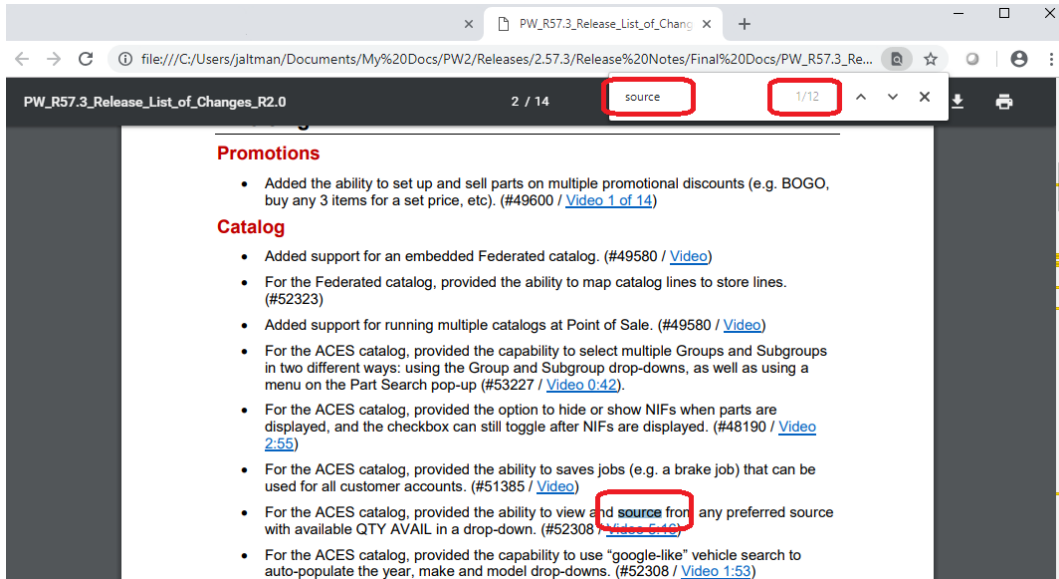 PW_R57.3_Release_List_of_Chang
file:///C:/Users/jaltman/Documents/My%20Docs/PW2/Releases/2.57.3/Release%20Notes/Final%20Docs/PW_R57.3_Re...
PW_R57.3_Release_List_of_Changes_R2.0
2 / 14
source
1/12
Promotions
• Added the ability to set up and sell parts on multiple promotional discounts (e.g. BOGO,
buy any 3 items for a set price, etc). (#49600 / Video 1 of 14)
Catalog
• Added support for an embedded Federated catalog. (#49580 / Video)
• For the Federated catalog, provided the ability to map catalog lines to store lines.
(#52323)
• Added support for running multiple catalogs at Point of Sale. (#49580 / Video)
• For the ACES catalog, provided the capability to select multiple Groups and Subgroups
in two different ways: using the Group and Subgroup drop-downs, as well as using a
menu on the Part Search pop-up (#53227 / Video 0:42).
• For the ACES catalog, provided the option to hide or show NIFs when parts are
displayed, and the checkbox can still toggle after NIFs are displayed. (#48190 / Video
2:55)
• For the ACES catalog, provided the ability to saves jobs (e.g. a brake job) that can be
used for all customer accounts. (#51385 / Video)
• For the ACES catalog, provided the ability to view and source from any preferred source
with available QTY AVAIL in a drop-down. (#52308 / Video 5:16)
• For the ACES catalog, provided the capability to use “google-like” vehicle search to
auto-populate the year, make and model drop-downs. (#52308 / Video 1:53)